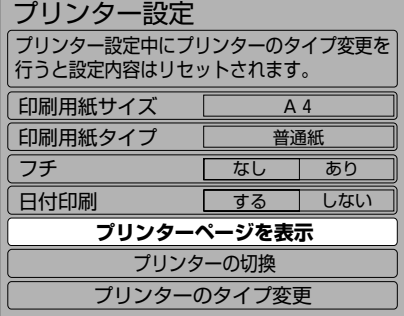 プリンター設定
プリンター設定中にプリンターのタイプ変更を
行うと設定内容はリセットされます。
印刷用紙サイズ A 4
印刷用紙タイプ 普通紙
フチ なし あり
日付印刷 する しない
プリンターページを表示
プリンターの切換
プリンターのタイプ変更